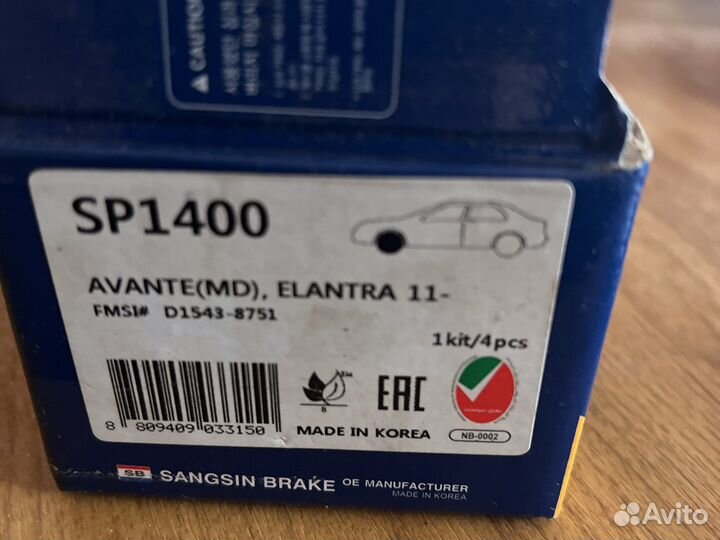 CAUTION
SP1400
AVANTE(MD), ELANTRA 11-
FMSI# D1543-8751
1kit/4pcs
8 809409 033150
B
EAC
MADE IN KOREA
NB-0002
SB SANGSIN BRAKE OE MANUFACTURER
MADE IN KOREA
Avito